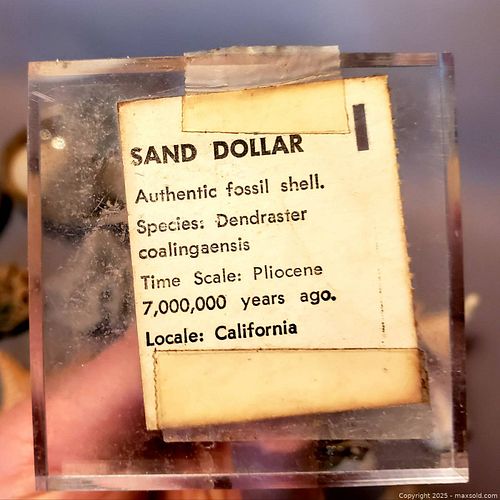 SAND DOLLAR
Authentic fossil shell.
Species: Dendraster
coalingaensis
Time Scale: Pliocene
7,000,000 years ago.
Locale: California
Copyright 2025 - maxsold.com